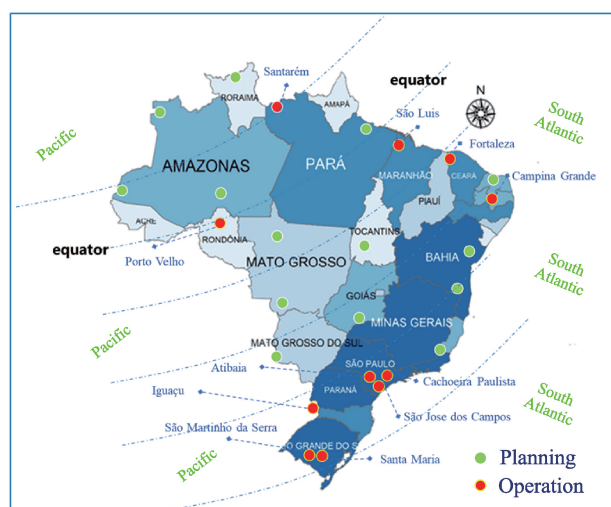 Santarém
equator
RORAIMA
AMAPÁ
N
São Luis
South
Atlantic
Pacific
Fortaleza
AMAZONAS
PARÁ
MARANHÃO
CEARÁ
Campina Grande
PIAUÍ
ACRE
equator
RONDÔNIA
TOCANTINS
Porto Velho
MATO GROSSO
BAHIA
South
Atlantic
GOIÁS
Pacific
MINAS GERAIS
MATO GROSSO DO SUL
Atibaia
SÃO PAULO
Iguaçu
PARANÁ
Cachoeira Paulista
São Jose dos Campos
South
Atlantic
São Martinho da Serra
O GRANDE DO S
Pacific
Santa Maria
Planning
Operation